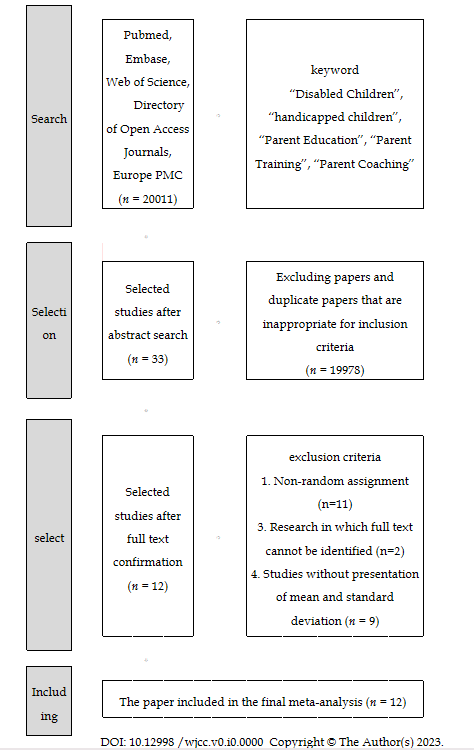 Search
Pubmed,
Embase,
Web of Science,
Directory
of Open Access
Journals,
Europe PMC
(n = 20011)
keyword
“Disabled Children”,
“handicapped children”,
“Parent Education”, “Parent
Training”, “Parent Coaching”
Selecti
on
Selected
studies after
abstract search
(n = 33)
Excluding papers and
duplicate papers that are
inappropriate for inclusion
criteria
(n = 19978)
select
Selected
studies after
full text
confirmation
(n = 12)
exclusion criteria
1. Non-random assignment
(n=11)
3. Research in which full text
cannot be identified (n=2)
4. Studies without presentation
of mean and standard
deviation (n = 9)
Includ
ing
The paper included in the final meta-analysis (n = 12)
DOI: 10.12998 /wjcc.v0.i0.0000 Copyright © The Author(s) 2023.